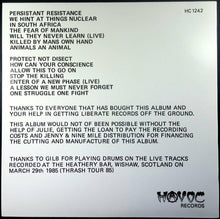 HC 1242
PERSISTANT RESISTANCE
WE HINT AT THINGS NUCLEAR
IN SOUTH AFRICA
THE FEAR OF MANKIND
WILL THEY NEVER LEARN (LIVE)
KILLED BY MANS OWN HAND
ANIMALS AN ANIMAL
PROTECT NOT DISECT
HOW CAN YOUR CONSCIENCE
ALLOW THIS TO GO ON
STOP THE KILLING
ENTER OF A NEW PHASE (LIVE)
A LESSON WE MUST NEVER FORGET
ONE STRUGGLE ONE FIGHT
THANKS TO EVERYONE THAT HAS BOUGHT THIS ALBUM AND
YOUR HELP IN GETTING LIBERATE RECORDS OFF THE GROUND.
THIS ALBUM WOULD NOT OF BEEN POSSIBLE WITHOUT THE
HELP OF JULIE, GETTING THE LOAN TO PAY THE RECORDING
COSTS AND JENNY & NINE MILE DISTRIBUTION FOR FINANCING
THE CUTTING AND MANUFACTURE OF THIS ALBUM.
THANKS TO GILB FOR PLAYING DRUMS ON THE LIVE TRACKS
RECORDED AT THE HEATHERY BAR, WISHAW, SCOTLAND ON
MARCH 29th 1985 (THRASH TOUR 85)
HAVOC
RECORDS